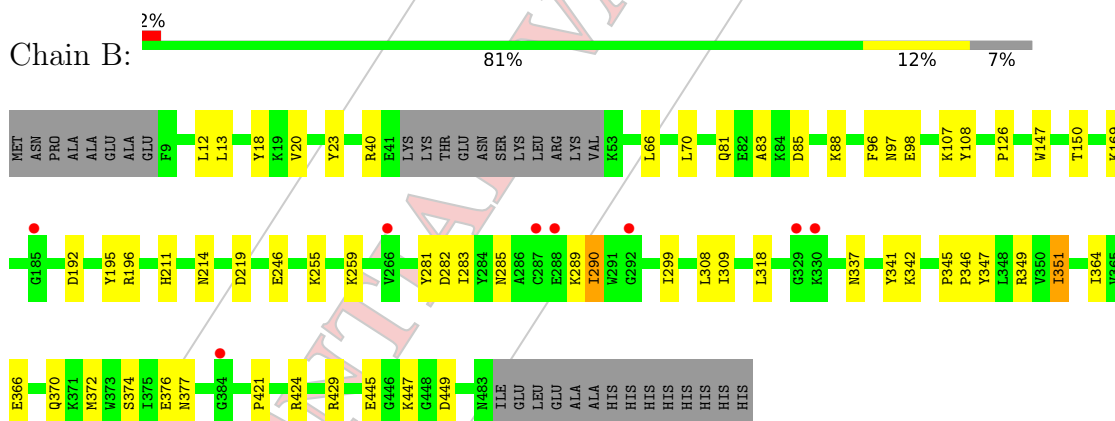 2%
Chain B:
81% 12% 7%
MET ASN PRO ALA ALA GLU ALA GLU F9 L12 L13 Y18 K19 V20 Y23 R40 E41 LYS LYS THR GLU ASN SER LYS LEU ARG LYS VAL K53 L66 L70 Q81 E82 A83 K84 D85 K88 F96 N97 E98 K107 Y108 P126 W147 T150 K169
G185 D192 Y195 R196 H211 N214 D219 E246 K255 K259 V266 Y281 D282 I283 Y284 N285 A286 C287 E288 K289 I290 W291 G292 I299 L308 I309 L318 G329 K330 N337 Y341 K342 P345 P346 Y347 L348 R349 V350 I351 I364 V365
E366 Q370 K371 M372 W373 S374 I375 E376 N377 G384 P421 R424 R429 E445 G446 K447 G448 D449 N483 ILE GLU LEU GLU ALA ALA HIS HIS HIS HIS HIS HIS HIS HIS